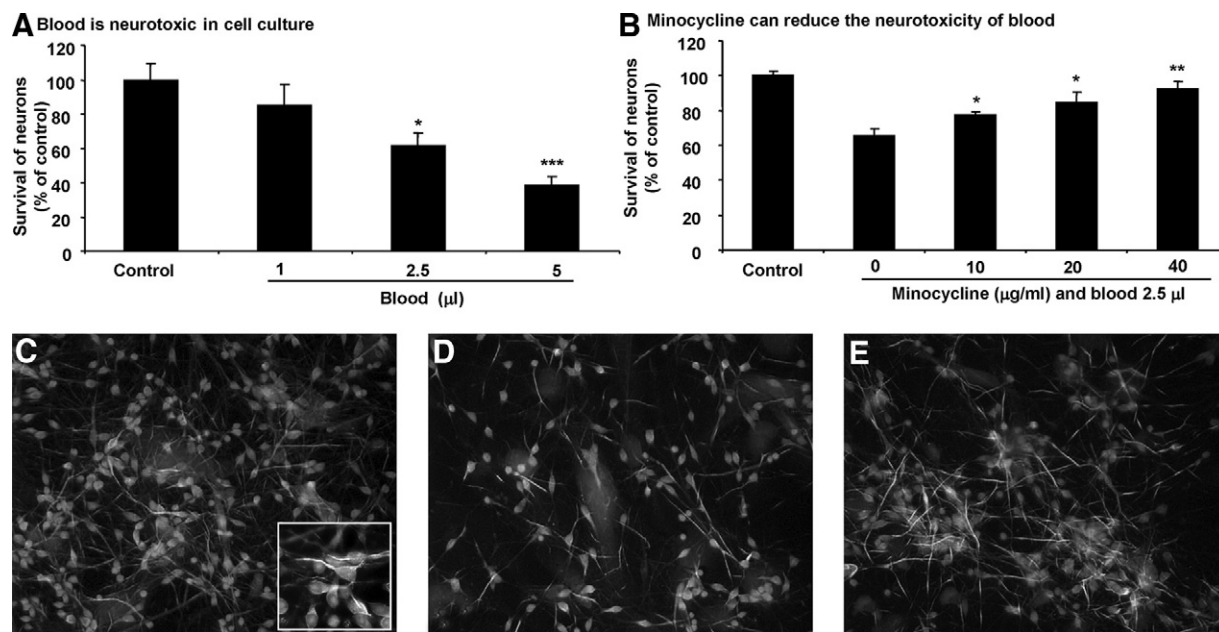 A Blood is neurotoxic in cell culture
Survival of neurons
(% of control)
120
100
80
60
40
20
0
*
***
Control
1
2.5
5
Blood (µl)
B Minocycline can reduce the neurotoxicity of blood
Survival of neurons
(% of control)
120
100
80
60
40
20
0
*
*
**
Control
0
10
20
40
Minocycline (µg/ml) and blood 2.5 µl
C
D
E